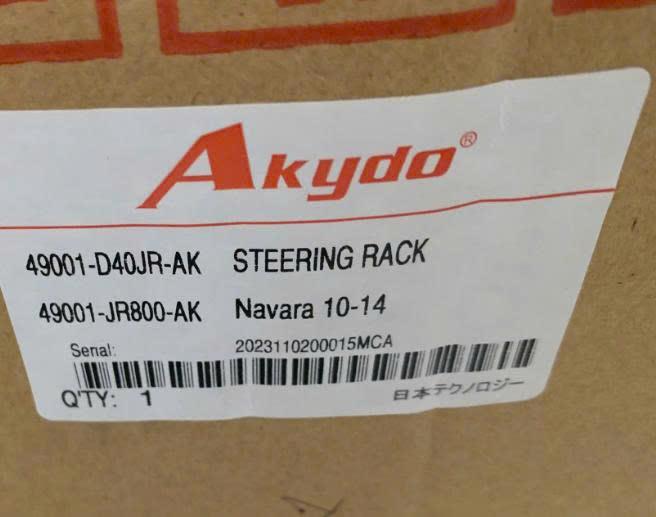 Akydo®
49001-D40JR-AK STEERING RACK
49001-JR800-AK Navara 10-14
Serial: 2023110200015MCA
Q'TY: 1 日本テクノロジー